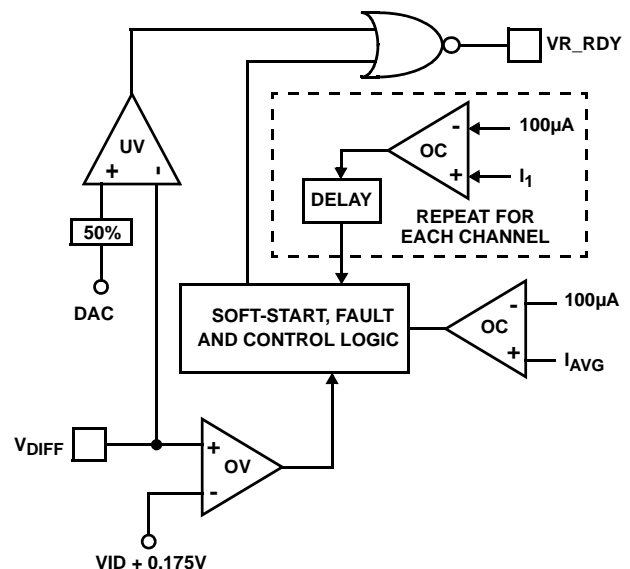 VR_RDY
UV
+ -
50%
DAC
- 100µA
OC
+ I1
DELAY
REPEAT FOR
EACH CHANNEL
SOFT-START, FAULT
AND CONTROL LOGIC
- 100µA
OC
+ IAVG
VDIFF
+
OV
-
VID + 0.175V